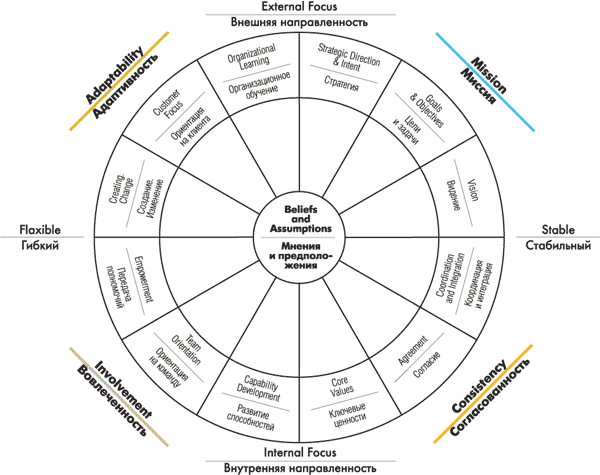 External Focus
Внешняя направленность
Adaptability
Адаптивность
Mission
Миссия
Organizational
Learning
Организационное
обучение
Strategic Direction
& Intent
Стратегия
Customer
Focus
Ориентация
на клиента
Goals
& Objectives
Цели
и задачи
Creating.
Change
Создание.
Изменение
Vision
Видение
Flaxible
Гибкий
Beliefs
and
Assumptions
Мнения
и предполо-
жения
Stable
Стабильный
Empowerment
Передача
полномочий
Coordination
and Integration
Координация
и интеграция
Team
Orientation
Ориентация
на команду
Agreement
Согласие
Capability
Development
Развитие
способностей
Core
Values
Ключевые
ценности
Involvement
Вовлеченность
Consistency
Согласованность
Internal Focus
Внутренняя направленность